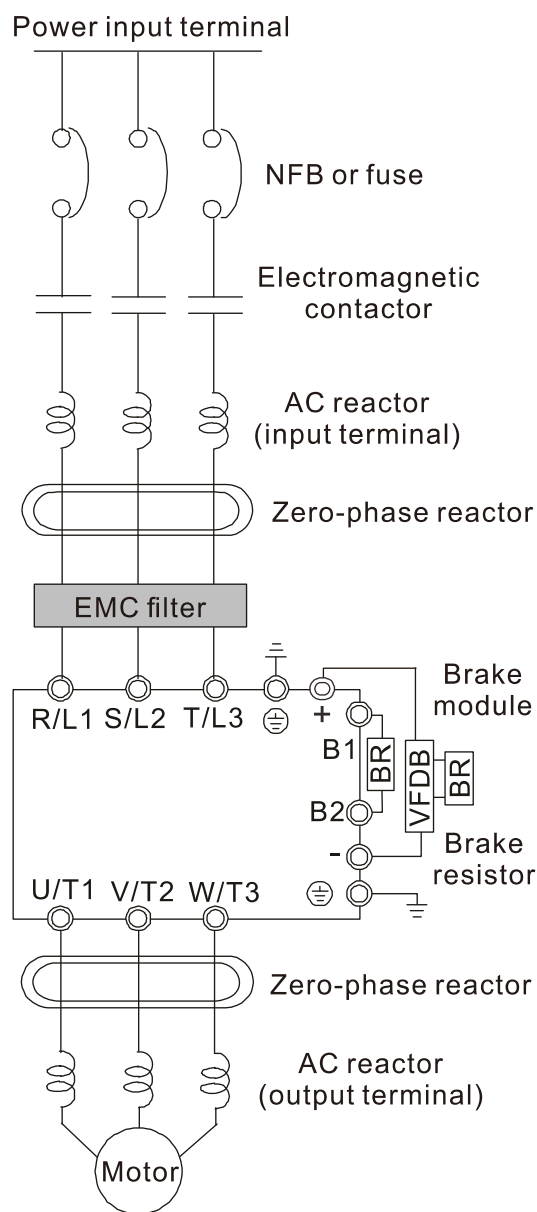 Power input terminal
NFB or fuse
Electromagnetic
contactor
AC reactor
(input terminal)
Zero-phase reactor
EMC filter
R/L1 S/L2 T/L3
+
Brake
module
B1
BR
VFDB
BR
B2
-
Brake
resistor
U/T1 V/T2 W/T3
Zero-phase reactor
AC reactor
(output terminal)
Motor